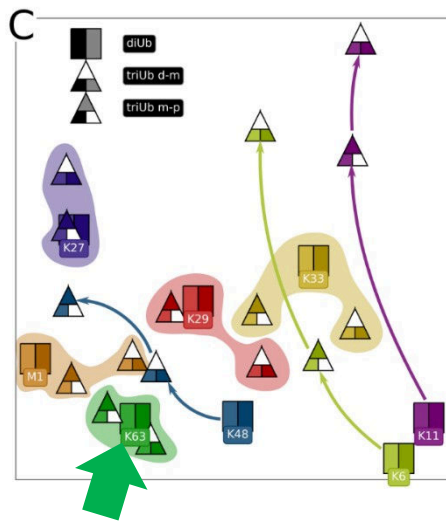 C
diUb
triUb d-m
triUb m-p
K27
K33
K29
M1
K63
K48
K11
K6